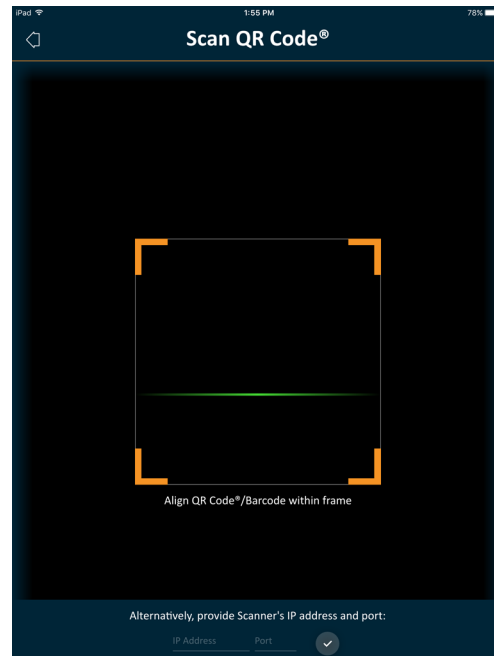 iPad 1:55 PM 78%
Scan QR Code®
Align QR Code®/Barcode within frame
Alternatively, provide Scanner's IP address and port:
IP Address Port